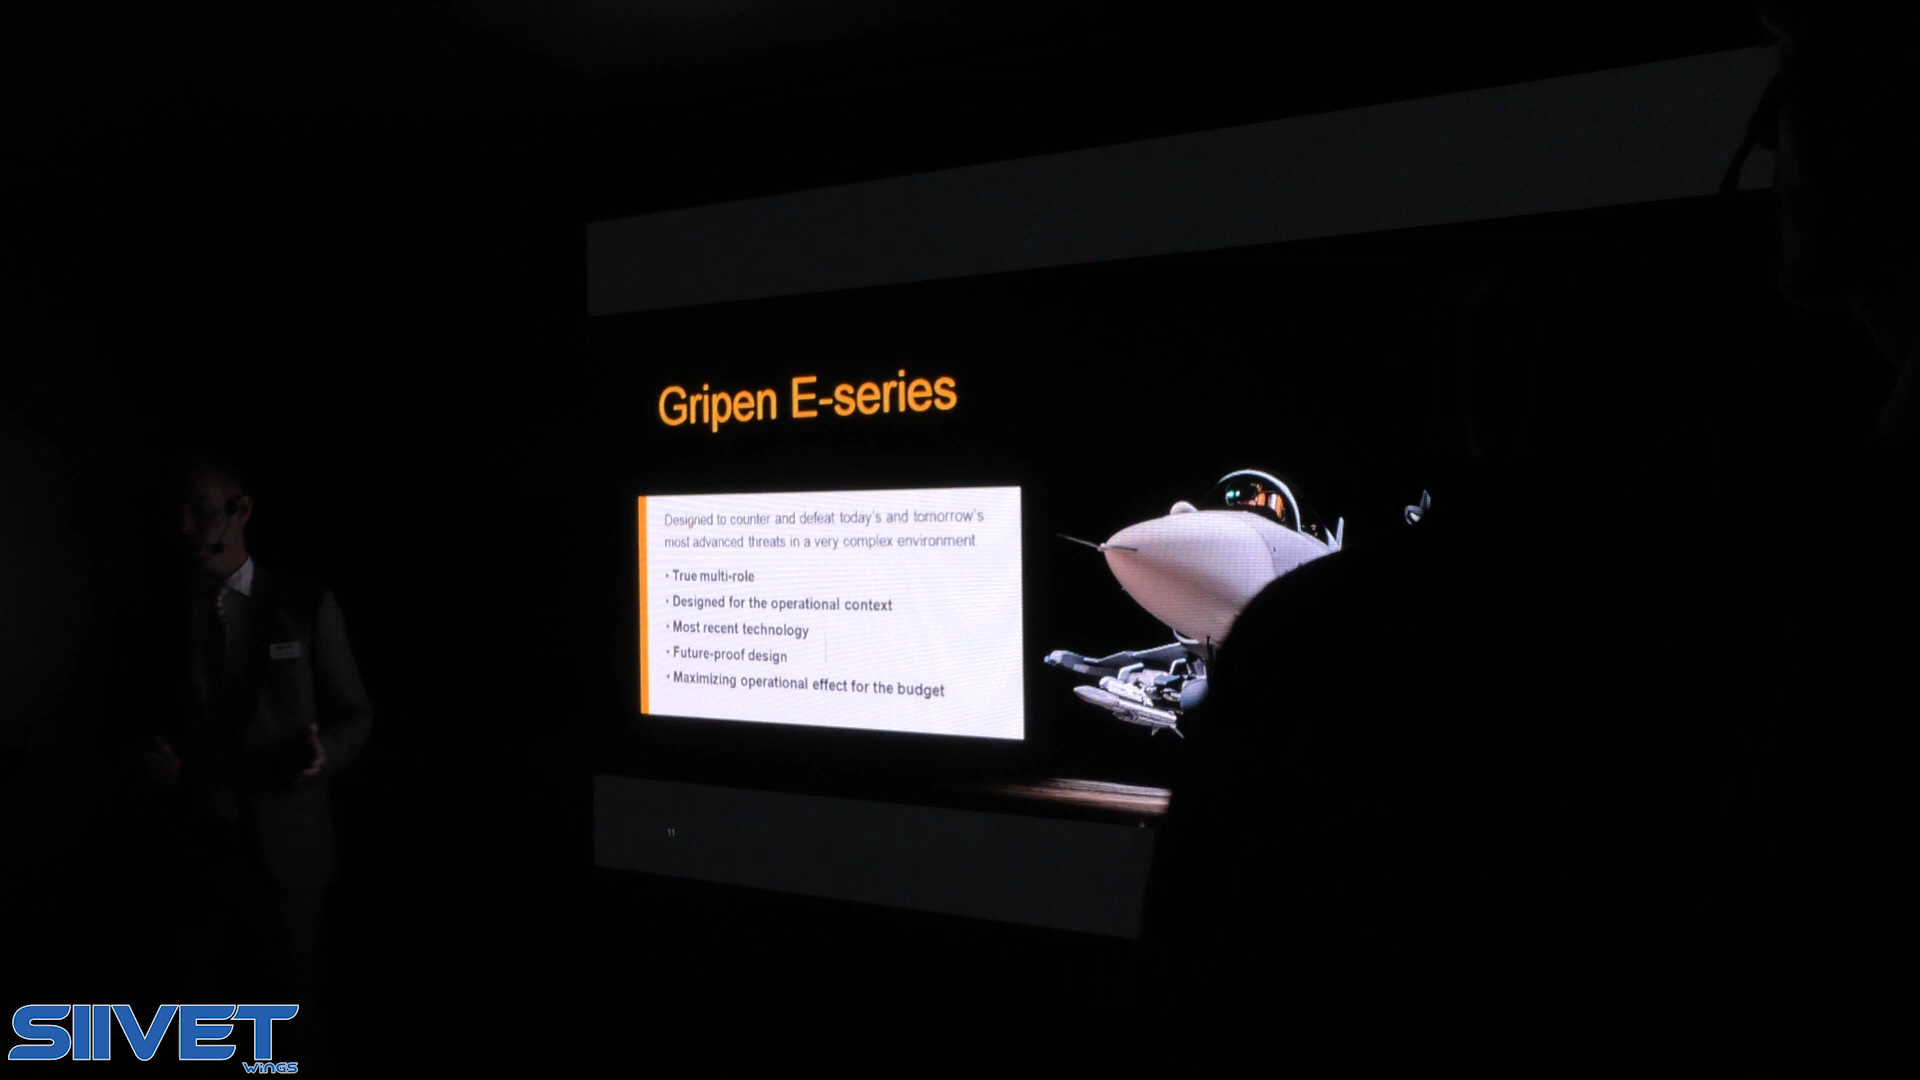 Gripen E-series
Designed to counter and defeat today's and tomorrow's
most advanced threats in a very complex environment.
• True multi-role
• Designed for the operational context
• Most recent technology
• Future-proof design
• Maximizing operational effect for the budget
11
SIIVET
WINGS